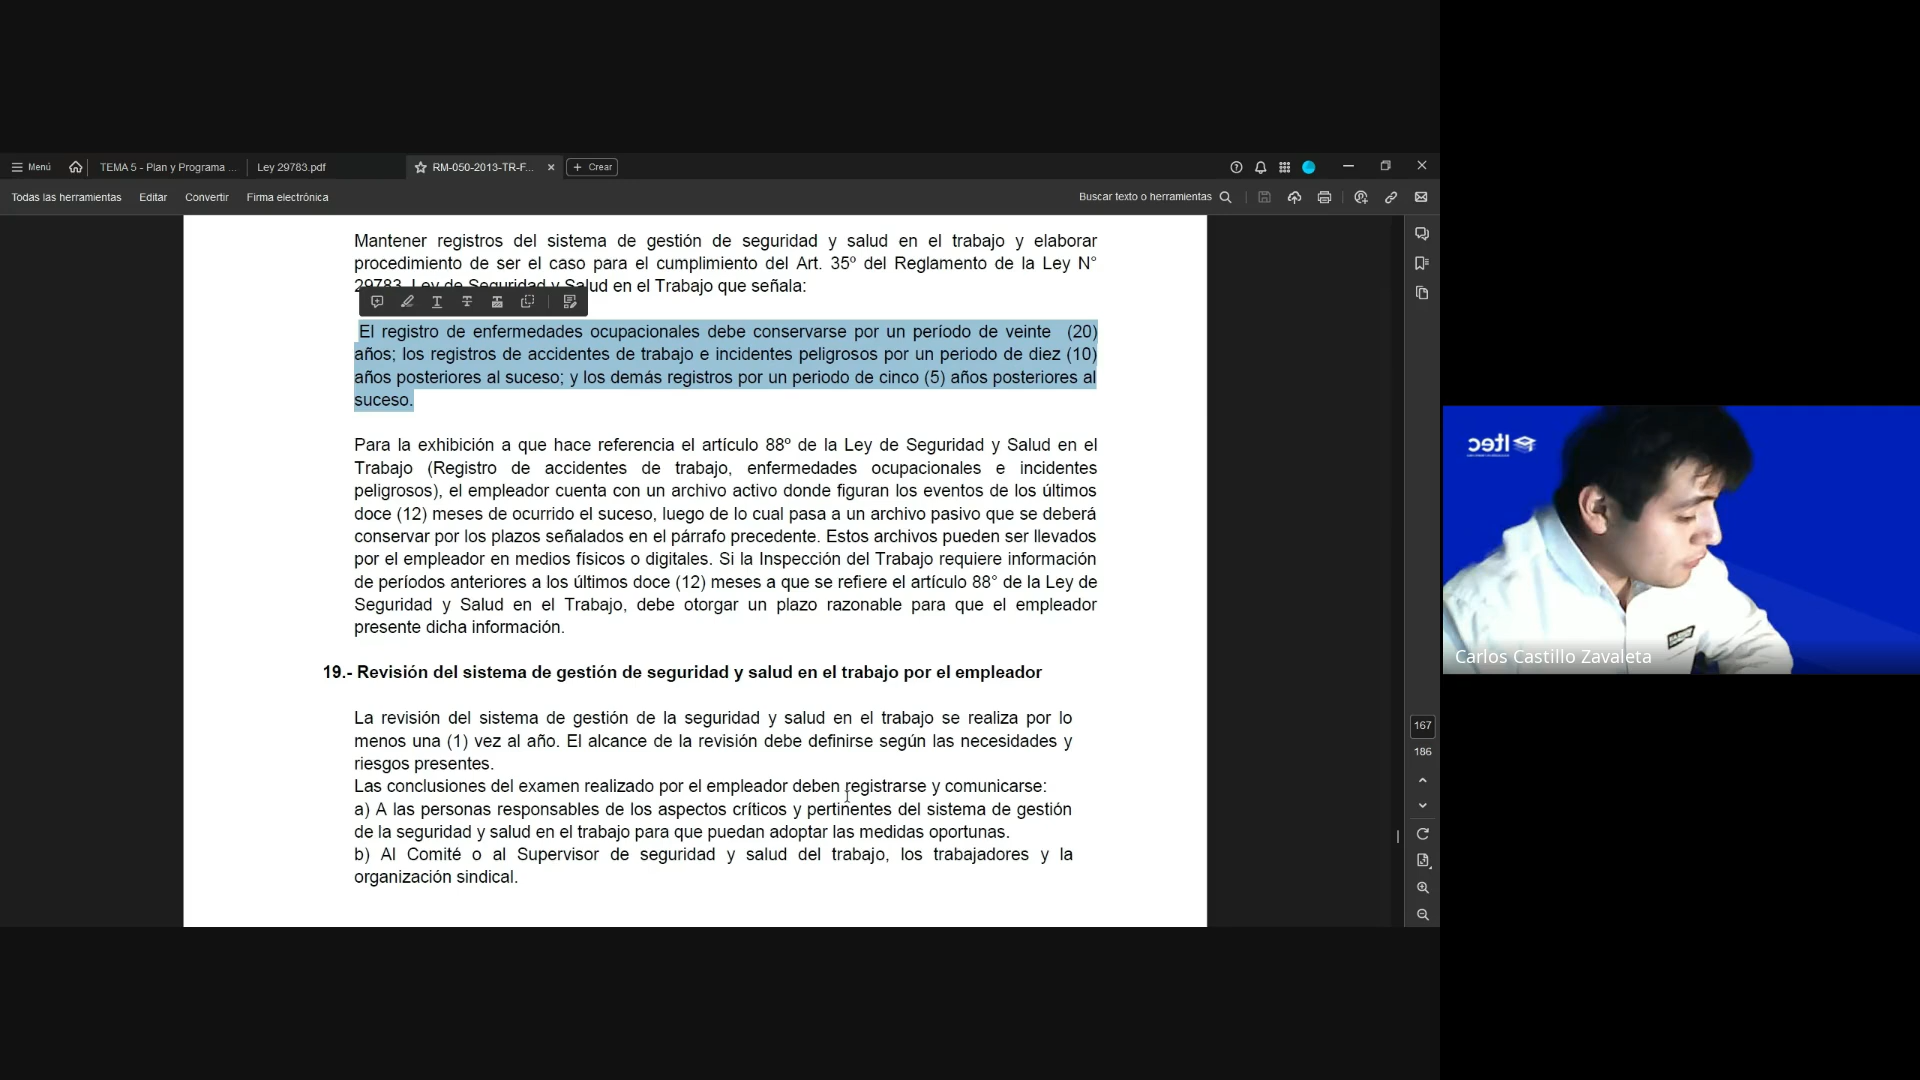 Menú
TEMA 5 - Plan y Programa ...
Ley 29783.pdf
RM-050-2013-TR-F...
Crear
Todas las herramientas
Editar
Convertir
Firma electrónica
Buscar texto o herramientas
Mantener registros del sistema de gestión de seguridad y salud en el trabajo y elaborar
procedimiento de ser el caso para el cumplimiento del Art. 35º del Reglamento de la Ley N°
29783, Ley de Seguridad y Salud en el Trabajo que señala:
El registro de enfermedades ocupacionales debe conservarse por un período de veinte (20)
años; los registros de accidentes de trabajo e incidentes peligrosos por un periodo de diez (10)
años posteriores al suceso; y los demás registros por un periodo de cinco (5) años posteriores al
suceso.
Para la exhibición a que hace referencia el artículo 88º de la Ley de Seguridad y Salud en el
Trabajo (Registro de accidentes de trabajo, enfermedades ocupacionales e incidentes
peligrosos), el empleador cuenta con un archivo activo donde figuran los eventos de los últimos
doce (12) meses de ocurrido el suceso, luego de lo cual pasa a un archivo pasivo que se deberá
conservar por los plazos señalados en el párrafo precedente. Estos archivos pueden ser llevados
por el empleador en medios físicos o digitales. Si la Inspección del Trabajo requiere información
de períodos anteriores a los últimos doce (12) meses a que se refiere el artículo 88° de la Ley de
Seguridad y Salud en el Trabajo, debe otorgar un plazo razonable para que el empleador
presente dicha información.
19.- Revisión del sistema de gestión de seguridad y salud en el trabajo por el empleador
La revisión del sistema de gestión de la seguridad y salud en el trabajo se realiza por lo
menos una (1) vez al año. El alcance de la revisión debe definirse según las necesidades y
riesgos presentes.
Las conclusiones del examen realizado por el empleador deben registrarse y comunicarse:
a) A las personas responsables de los aspectos críticos y pertinentes del sistema de gestión
de la seguridad y salud en el trabajo para que puedan adoptar las medidas oportunas.
b) Al Comité o al Supervisor de seguridad y salud del trabajo, los trabajadores y la
organización sindical.
167
186
Itec
Carlos Castillo Zavaleta